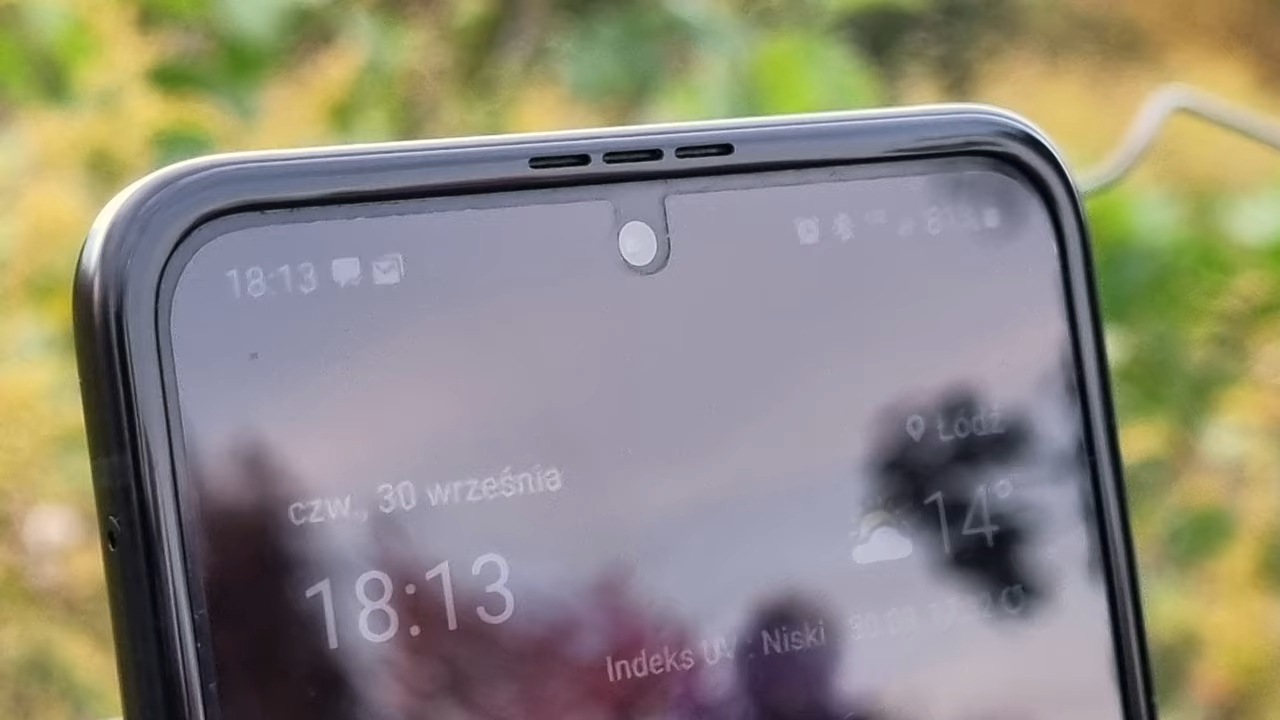 18:13
czw., 30 września
18:13
Łódź
14°
Indeks UV : Niski